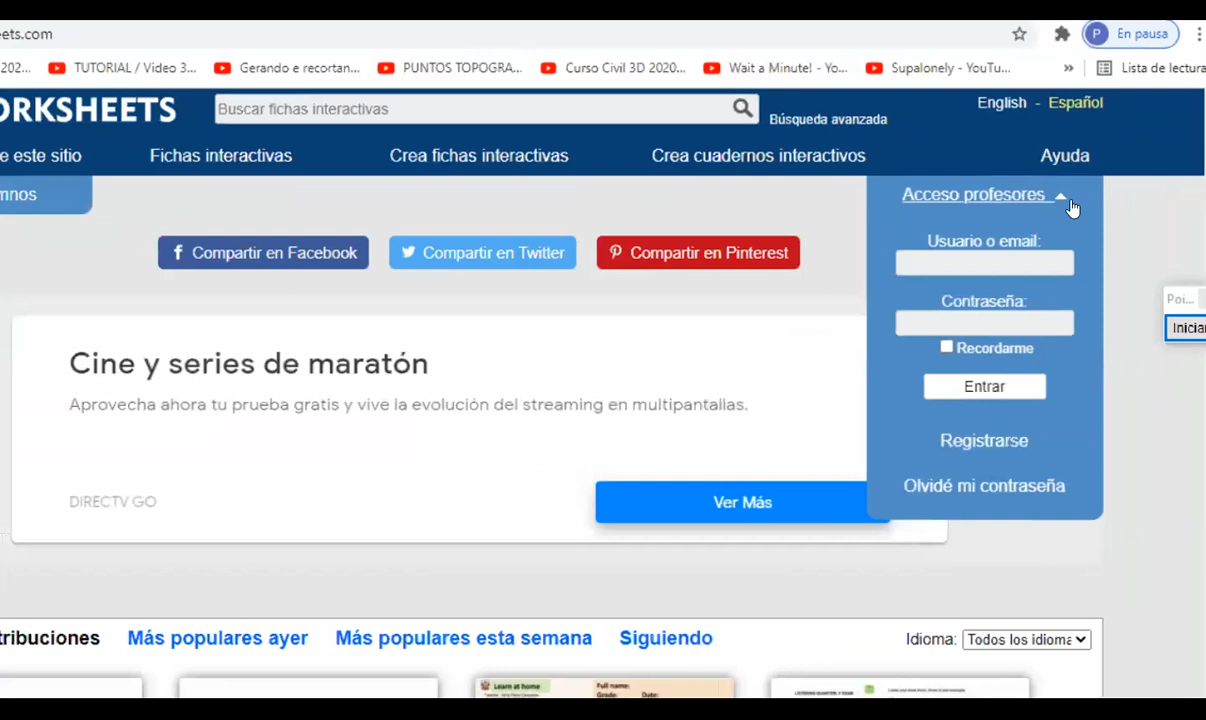 ets.com
En pausa
202...
TUTORIAL / Video 3...
Gerando e recortan...
PUNTOS TOPOGRA...
Curso Civil 3D 2020...
Wait a Minute! - Yo...
Supalonely - YouTu...
»
Lista de lectura
ORKSHEETS
Buscar fichas interactivas
Búsqueda avanzada
English - Español
e este sitio
Fichas interactivas
Crea fichas interactivas
Crea cuadernos interactivos
Ayuda
mnos
Acceso profesores
Compartir en Facebook
Compartir en Twitter
Compartir en Pinterest
Usuario o email:
Contraseña:
Recordarme
Entrar
Registrarse
Olvidé mi contraseña
Poi...
Iniciar
Cine y series de maratón
Aprovecha ahora tu prueba gratis y vive la evolución del streaming en multipantallas.
DIRECTV GO
Ver Más
tribuciones
Más populares ayer
Más populares esta semana
Siguiendo
Idioma:
Todos los idioma
Learn at home
Full name:
Grade:
Date: